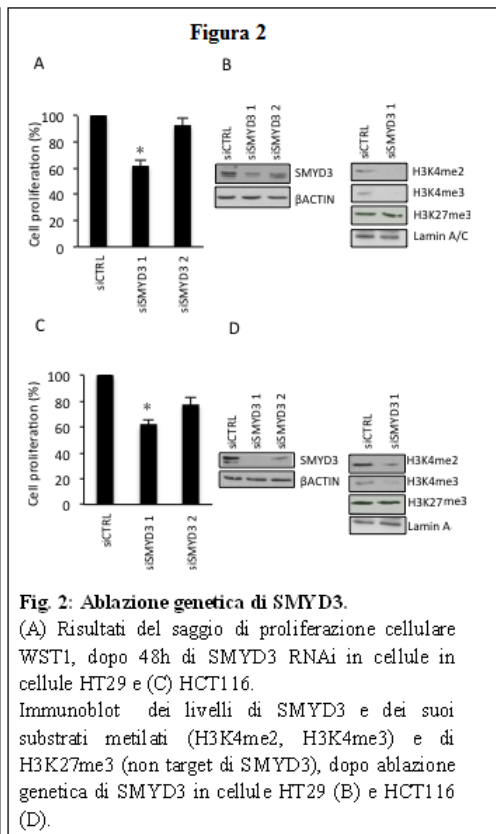 Figura 2
A
B
Cell proliferation (%)
100
80
60
40
20
0
*
siCTRL
siSMYD3 1
siSMYD3 2
siCTRL
siSMYD3 1
siSMYD3 2
SMYD3
βACTIN
siCTRL
siSMYD3 1
H3K4me2
H3K4me3
H3K27me3
Lamin A/C
C
D
Cell proliferation (%)
100
80
60
40
20
0
*
siCTRL
siSMYD3 1
siSMYD3 2
siCTRL
siSMYD3 1
siSMYD3 2
SMYD3
βACTIN
siCTRL
siSMYD3 1
H3K4me2
H3K4me3
H3K27me3
Lamin A
Fig. 2: Ablazione genetica di SMYD3.
(A) Risultati del saggio di proliferazione cellulare
WST1, dopo 48h di SMYD3 RNAi in cellule in
cellule HT29 e (C) HCT116.
Immunoblot dei livelli di SMYD3 e dei suoi
substrati metilati (H3K4me2, H3K4me3) e di
H3K27me3 (non target di SMYD3), dopo ablazione
genetica di SMYD3 in cellule HT29 (B) e HCT116
(D).